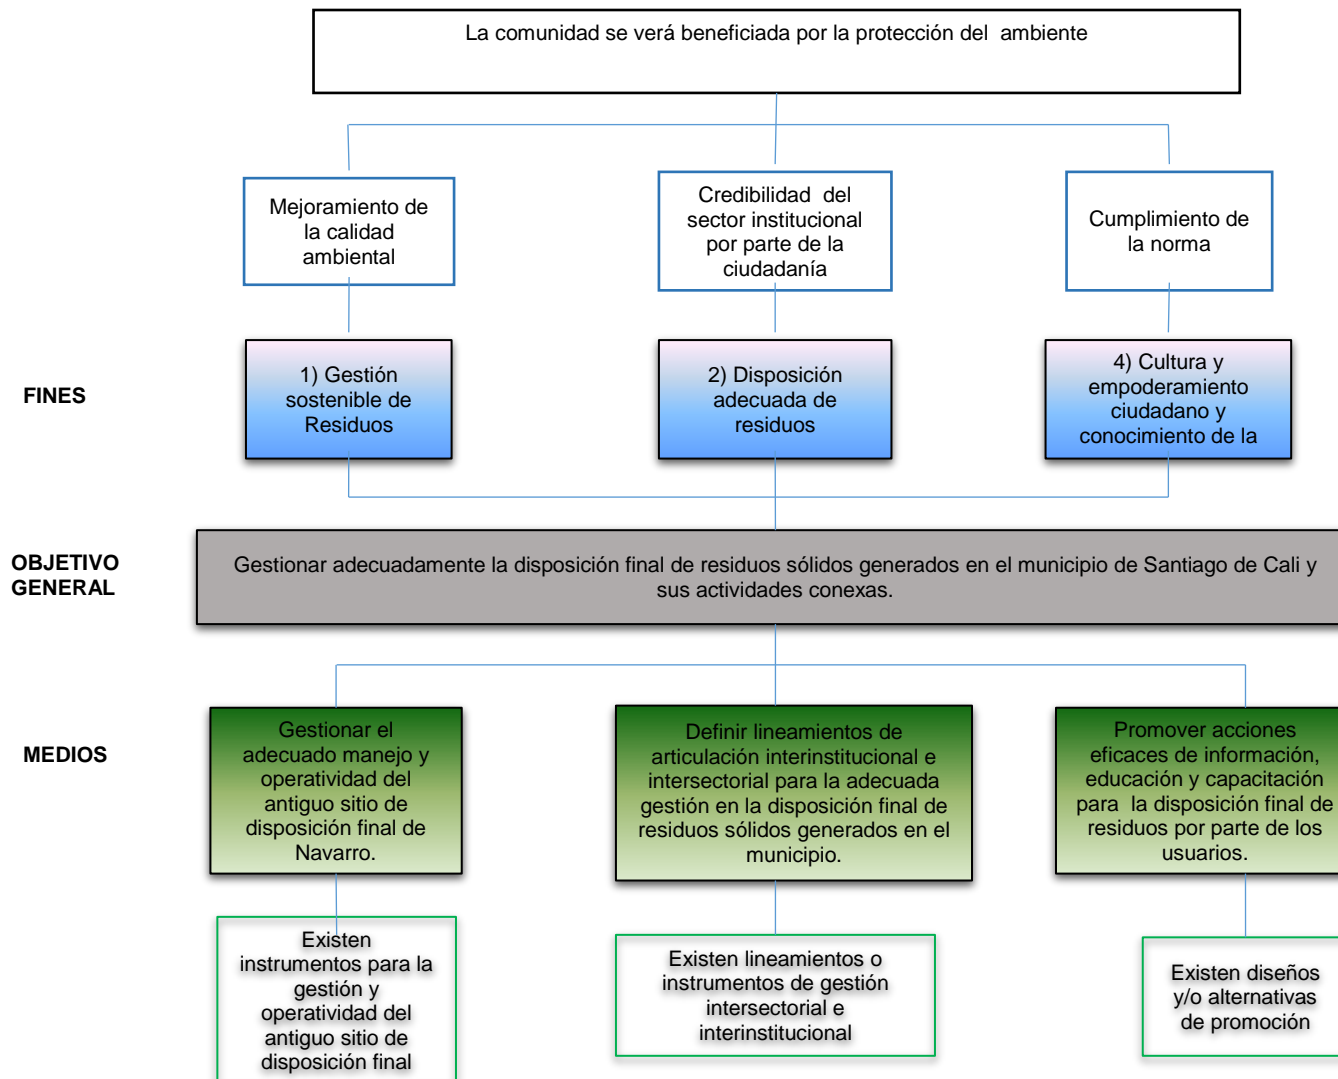 La comunidad se verá beneficiada por la protección del ambiente
Mejoramiento de
la calidad
ambiental
Credibilidad del
sector institucional
por parte de la
ciudadanía
Cumplimiento de
la norma
FINES
1) Gestión
sostenible de
Residuos
2) Disposición
adecuada de
residuos
4) Cultura y
empoderamiento
ciudadano y
conocimiento de la
OBJETIVO
GENERAL
Gestionar adecuadamente la disposición final de residuos sólidos generados en el municipio de Santiago de Cali y
sus actividades conexas.
MEDIOS
Gestionar el
adecuado manejo y
operatividad del
antiguo sitio de
disposición final de
Navarro.
Definir lineamientos de
articulación interinstitucional e
intersectorial para la adecuada
gestión en la disposición final de
residuos sólidos generados en el
municipio.
Promover acciones
eficaces de información,
educación y capacitación
para la disposición final de
residuos por parte de los
usuarios.
Existen
instrumentos para la
gestión y
operatividad del
antiguo sitio de
disposición final
Existen lineamientos o
instrumentos de gestión
intersectorial e
interinstitucional
Existen diseños
y/o alternativas
de promoción